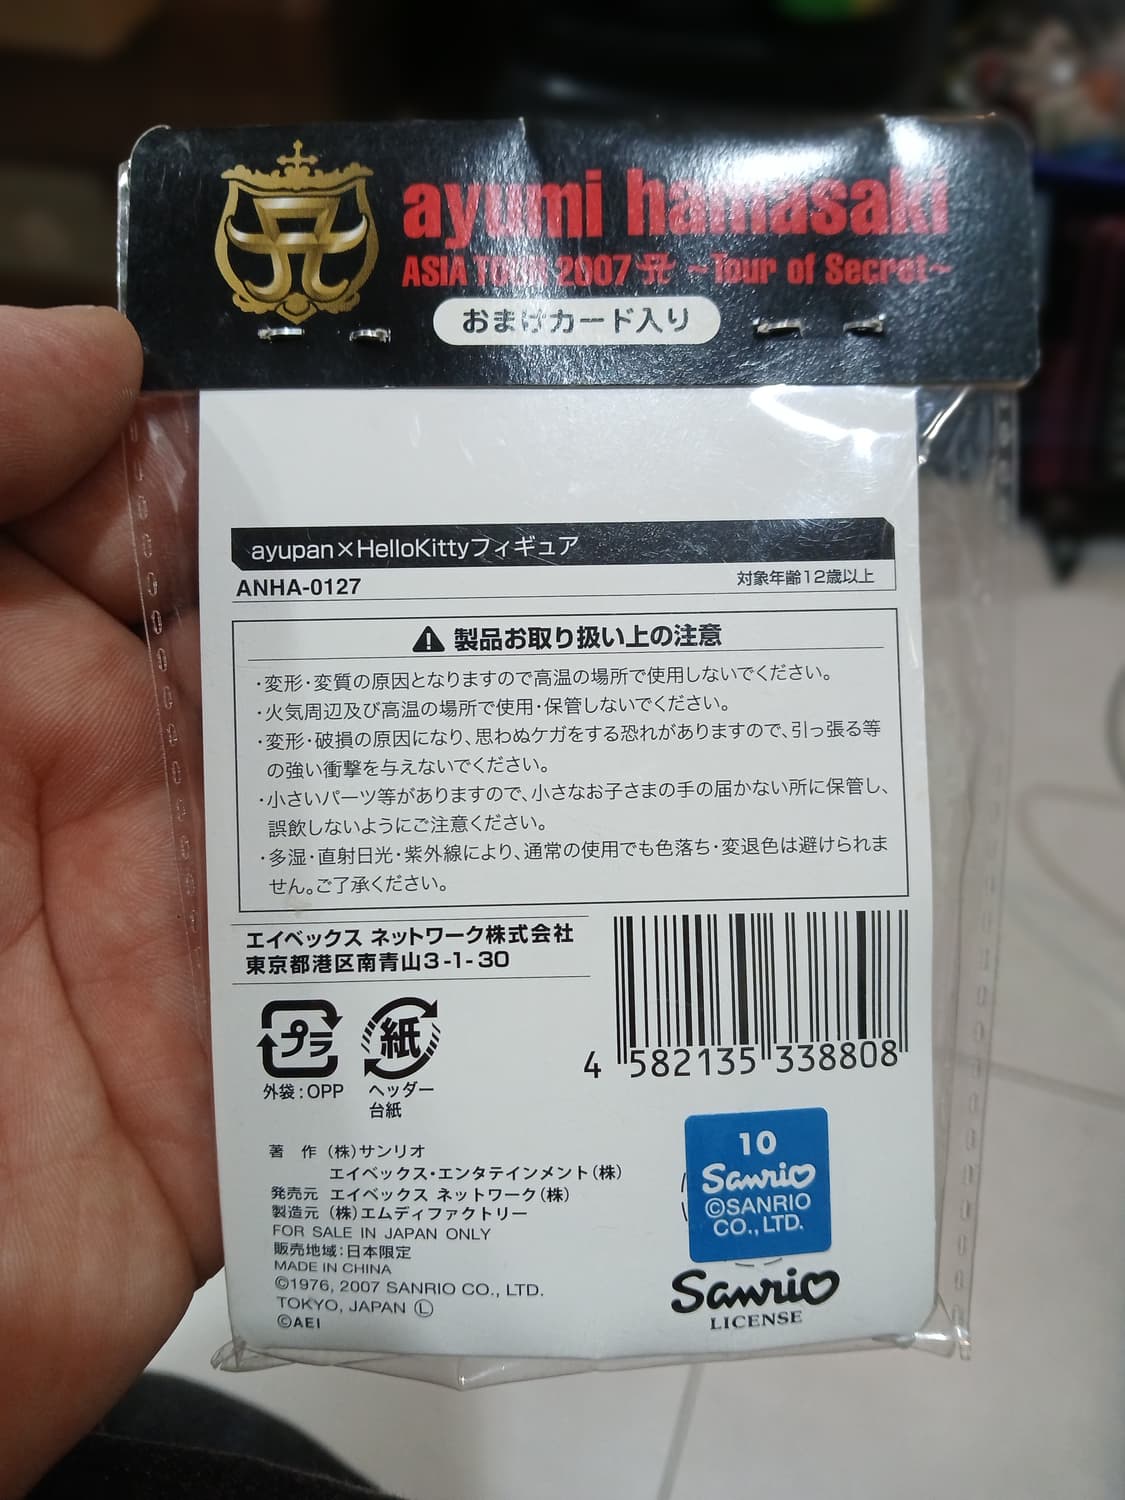 ayumi hamasaki
ASIA TOUR 2007 A ~Tour of Secret~
おまけカード入り
ayupan×HelloKittyフィギュア
ANHA-0127
対象年齢12歳以上
製品お取り扱い上の注意
・変形・変質の原因となりますので高温の場所で使用しないでください。
・火気周辺及び高温の場所で使用・保管しないでください。
・変形・破損の原因になり、思わぬケガをする恐れがありますので、引っ張る等
の強い衝撃を与えないでください。
・小さいパーツ等がありますので、小さなお子さまの手の届かない所に保管し、
誤飲しないようにご注意ください。
・多湿・直射日光・紫外線により、通常の使用でも色落ち・変退色は避けられま
せん。ご了承ください。
エイベックス ネットワーク株式会社
東京都港区南青山3-1-30
4 582135 338808
プラ
紙
外袋:OPP
ヘッダー
台紙
著 作 (株)サンリオ
エイベックス・エンタテインメント(株)
発売元 エイベックス ネットワーク(株)
製造元 (株)エムディファクトリー
FOR SALE IN JAPAN ONLY
販売地域:日本限定
MADE IN CHINA
©1976, 2007 SANRIO CO., LTD.
TOKYO, JAPAN Ⓛ
©AEI
10
Sanrio
©SANRIO
CO., LTD.
Sanrio
LICENSE